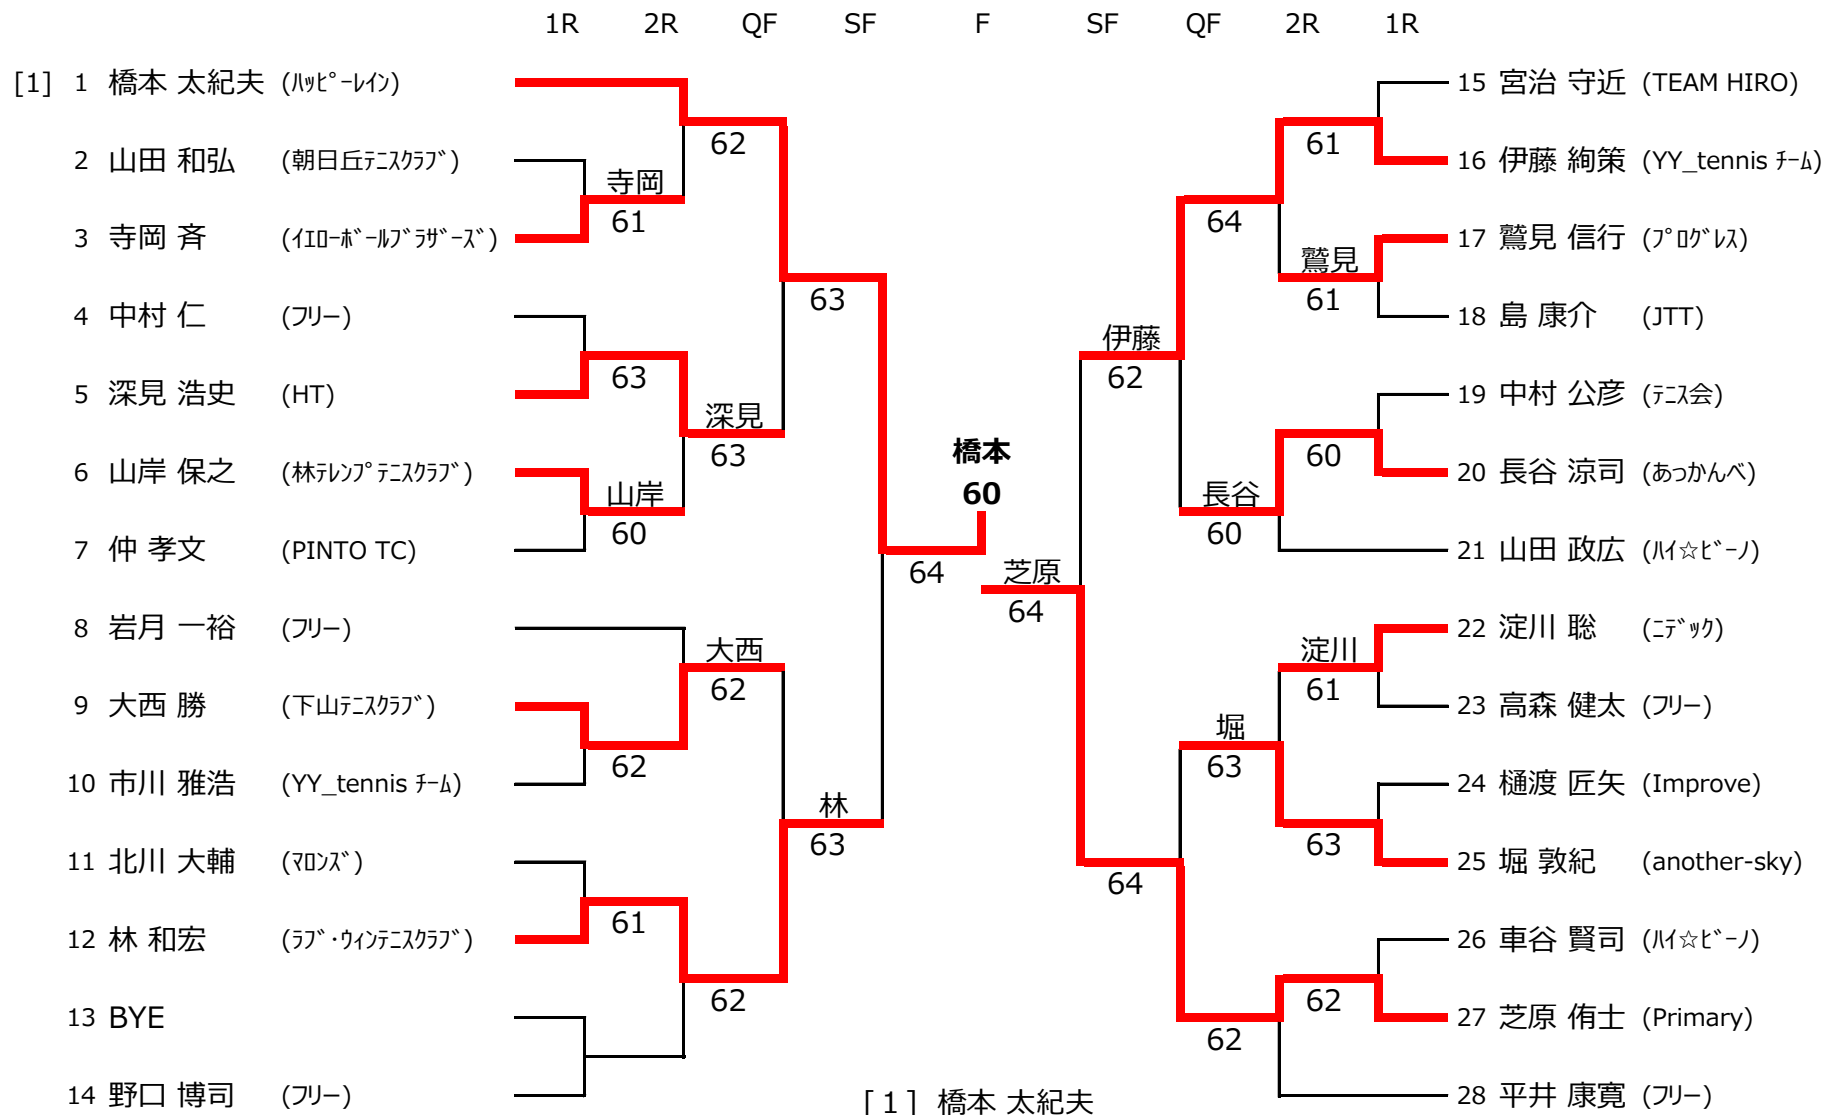 1R 2R QF SF F SF QF 2R 1R
[1] 1 橋本 太紀夫 (ﾊｯﾋﾟｰﾚｲﾝ)
2 山田 和弘 (朝日丘ﾃﾆｽｸﾗﾌﾞ)
3 寺岡 斉 (ｲｴﾛｰﾎﾞｰﾙﾌﾞﾗｻﾞｰｽﾞ)
4 中村 仁 (フリー)
5 深見 浩史 (HT)
6 山岸 保之 (林ﾃﾚﾝﾌﾟﾃﾆｽｸﾗﾌﾞ)
7 仲 孝文 (PINTO TC)
8 岩月 一裕 (フリー)
9 大西 勝 (下山ﾃﾆｽｸﾗﾌﾞ)
10 市川 雅浩 (YY_tennis ﾁｰﾑ)
11 北川 大輔 (ﾏﾛﾝｽﾞ)
12 林 和宏 (ﾗﾌﾞ･ｳｨﾝﾃﾆｽｸﾗﾌﾞ)
13 BYE
14 野口 博司 (フリー)
寺岡
61
63
山岸
60
62
61
62
深見
63
大西
62
62
63
林
63
64
橋本
60
芝原
64
伊藤
62
64
64
長谷
60
堀
63
62
61
鷲見
61
60
淀川
61
63
62
15 宮治 守近 (TEAM HIRO)
16 伊藤 絢策 (YY_tennis ﾁｰﾑ)
17 鷲見 信行 (ﾌﾟﾛｸﾞﾚｽ)
18 島 康介 (JTT)
19 中村 公彦 (ﾃﾆｽ会)
20 長谷 涼司 (あっかんべ)
21 山田 政広 (ﾊｲ☆ﾋﾞｰﾉ)
22 淀川 聡 (ﾆﾃﾞｯｸ)
23 高森 健太 (フリー)
24 樋渡 匠矢 (Improve)
25 堀 敦紀 (another-sky)
26 車谷 賢司 (ﾊｲ☆ﾋﾞｰﾉ)
27 芝原 侑士 (Primary)
28 平井 康寛 (フリー)
[1] 橋本 太紀夫